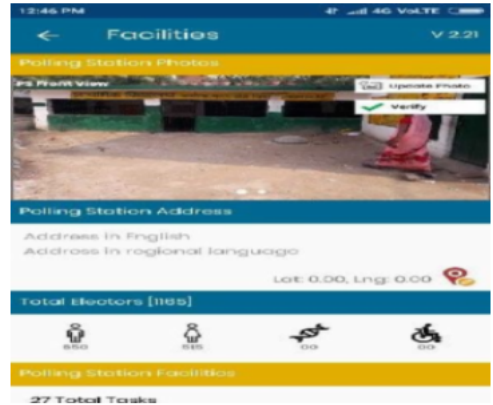 12:46 PM 4G VoLTE
← Facilities V 2.21
Polling Station Photos
PS Front View
Update Photo
Verify
Polling Station Address
Address in English
Address in regional language
Lat: 0.00, Lng: 0.00
Total Electors [1165]
650 515 00 00
Polling Station Facilities
27 Total Tasks